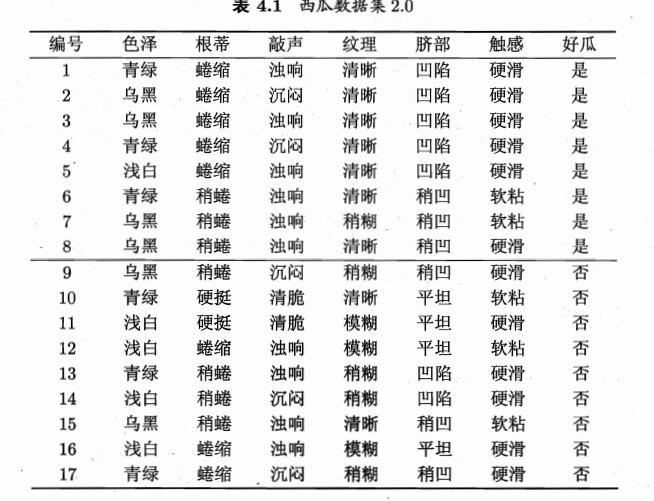 表 4.1 西瓜数据集 2.0
编号 色泽 根蒂 敲声 纹理 脐部 触感 好瓜
1 青绿 蜷缩 浊响 清晰 凹陷 硬滑 是
2 乌黑 蜷缩 沉闷 清晰 凹陷 硬滑 是
3 乌黑 蜷缩 浊响 清晰 凹陷 硬滑 是
4 青绿 蜷缩 沉闷 清晰 凹陷 硬滑 是
5 浅白 蜷缩 浊响 清晰 凹陷 硬滑 是
6 青绿 稍蜷 浊响 清晰 稍凹 软粘 是
7 乌黑 稍蜷 浊响 稍糊 稍凹 软粘 是
8 乌黑 稍蜷 浊响 清晰 稍凹 硬滑 是
9 乌黑 稍蜷 沉闷 稍糊 稍凹 硬滑 否
10 青绿 硬挺 清脆 清晰 平坦 软粘 否
11 浅白 硬挺 清脆 模糊 平坦 硬滑 否
12 浅白 蜷缩 浊响 模糊 平坦 软粘 否
13 青绿 稍蜷 浊响 稍糊 凹陷 硬滑 否
14 浅白 稍蜷 沉闷 稍糊 凹陷 硬滑 否
15 乌黑 稍蜷 浊响 清晰 稍凹 软粘 否
16 浅白 蜷缩 浊响 模糊 平坦 硬滑 否
17 青绿 蜷缩 沉闷 稍糊 稍凹 硬滑 否